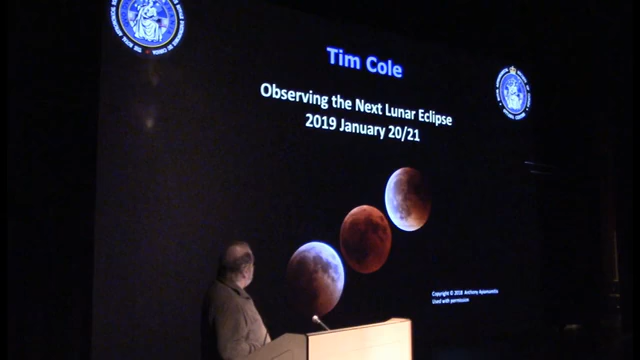 Tim Cole
Observing the Next Lunar Eclipse
2019 January 20/21
Copyright © 2018 Anthony Ayiomamitis
Used with permission